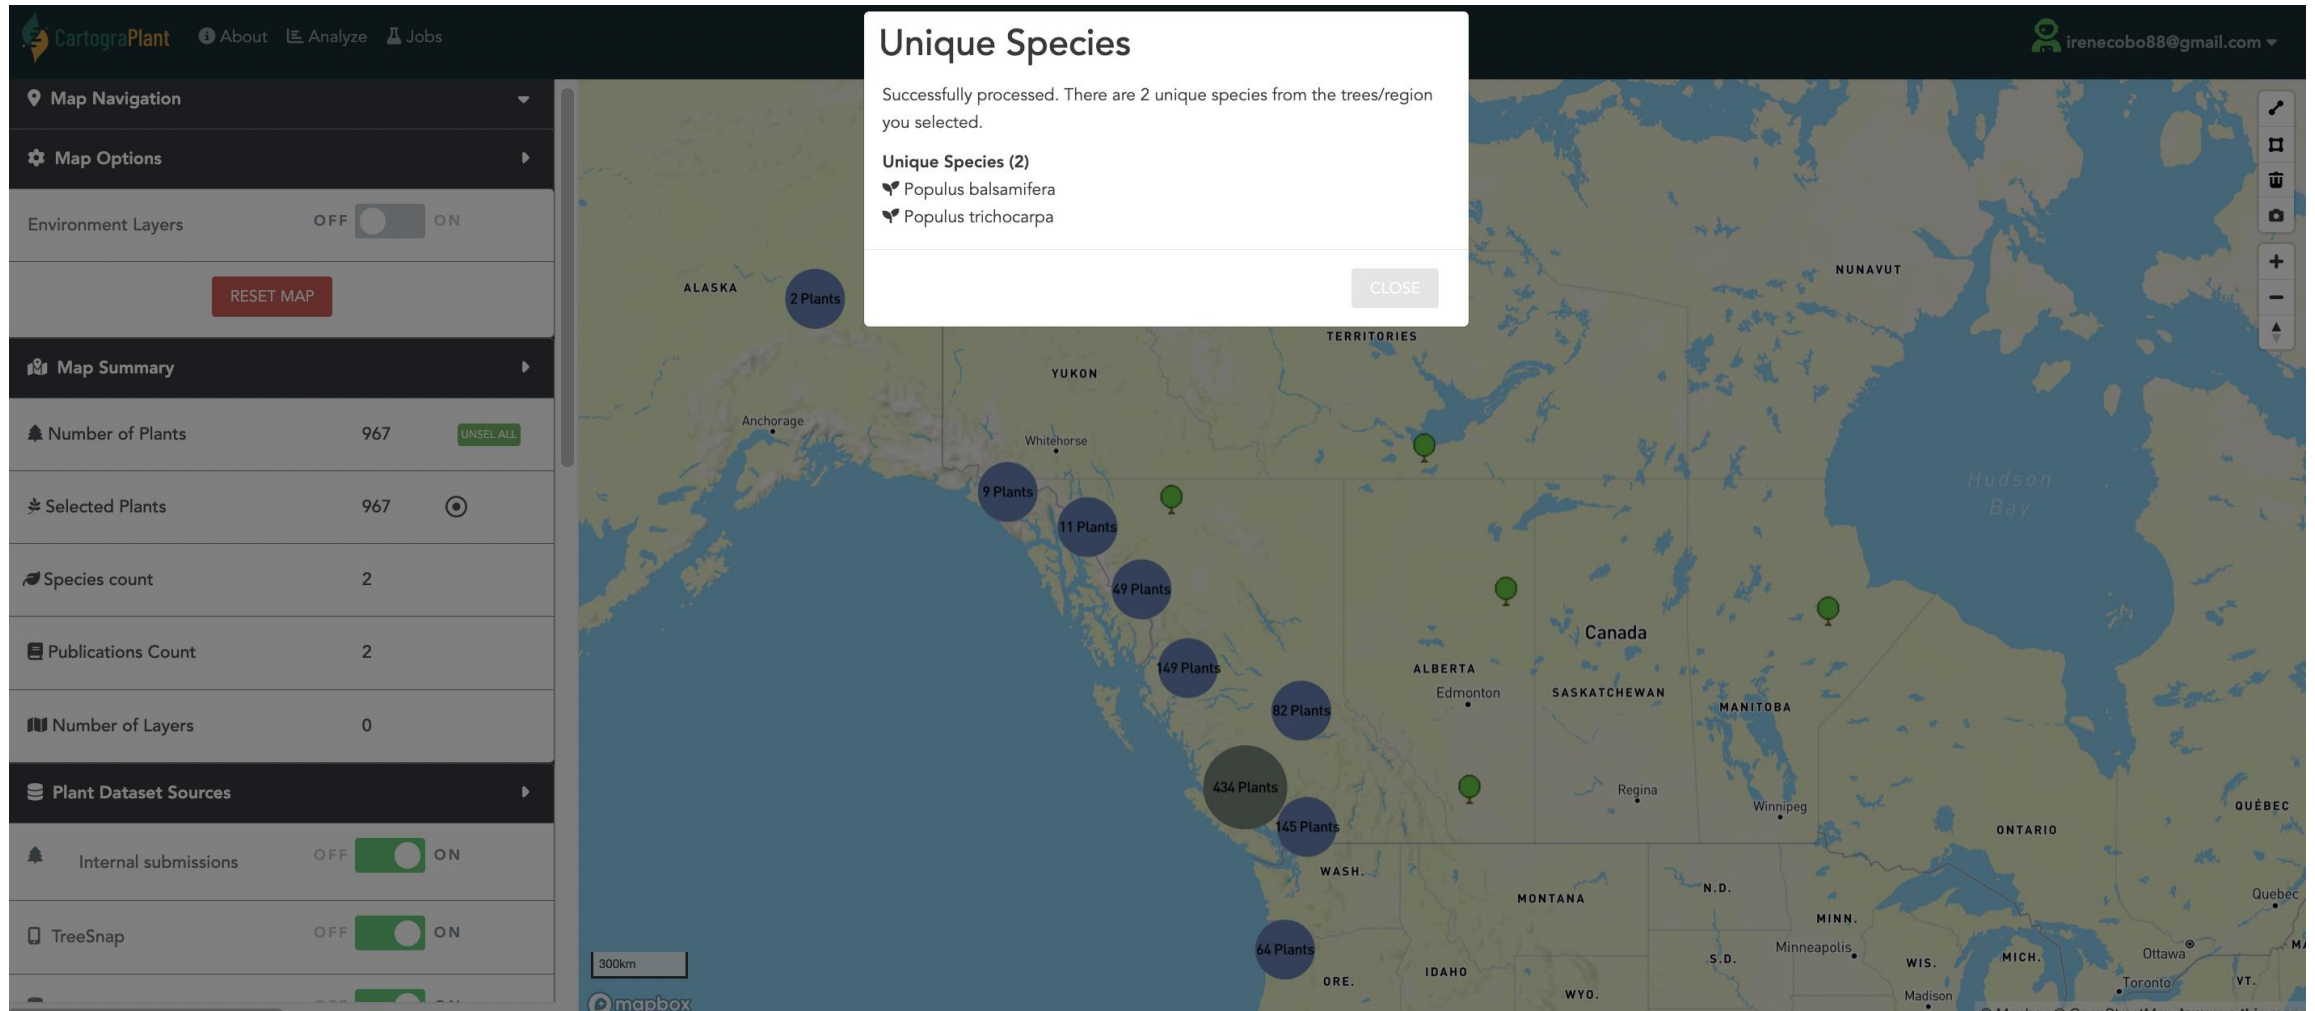 CartograPlant
About
Analyze
Jobs
irenecobo88@gmail.com
Unique Species
Successfully processed. There are 2 unique species from the trees/region
you selected.
Unique Species (2)
Populus balsamifera
Populus trichocarpa
CLOSE
Map Navigation
Map Options
Environment Layers OFF ON
RESET MAP
Map Summary
Number of Plants 967 UNSEL ALL
Selected Plants 967
Species count 2
Publications Count 2
Number of Layers 0
Plant Dataset Sources
Internal submissions OFF ON
TreeSnap OFF ON
ALASKA
2 Plants
NUNAVUT
TERRITORIES
YUKON
Anchorage
Whitehorse
9 Plants
11 Plants
Hudson
Bay
49 Plants
Canada
149 Plants
ALBERTA
Edmonton
SASKATCHEWAN
MANITOBA
82 Plants
434 Plants
Regina
Winnipeg
QUÉBEC
145 Plants
ONTARIO
WASH.
MONTANA
N.D.
Quebec
MINN.
64 Plants
Minneapolis
S.D.
WIS.
MICH.
Ottawa
300km
IDAHO
ORE.
WYO.
Toronto
VT.
Madison
mapbox